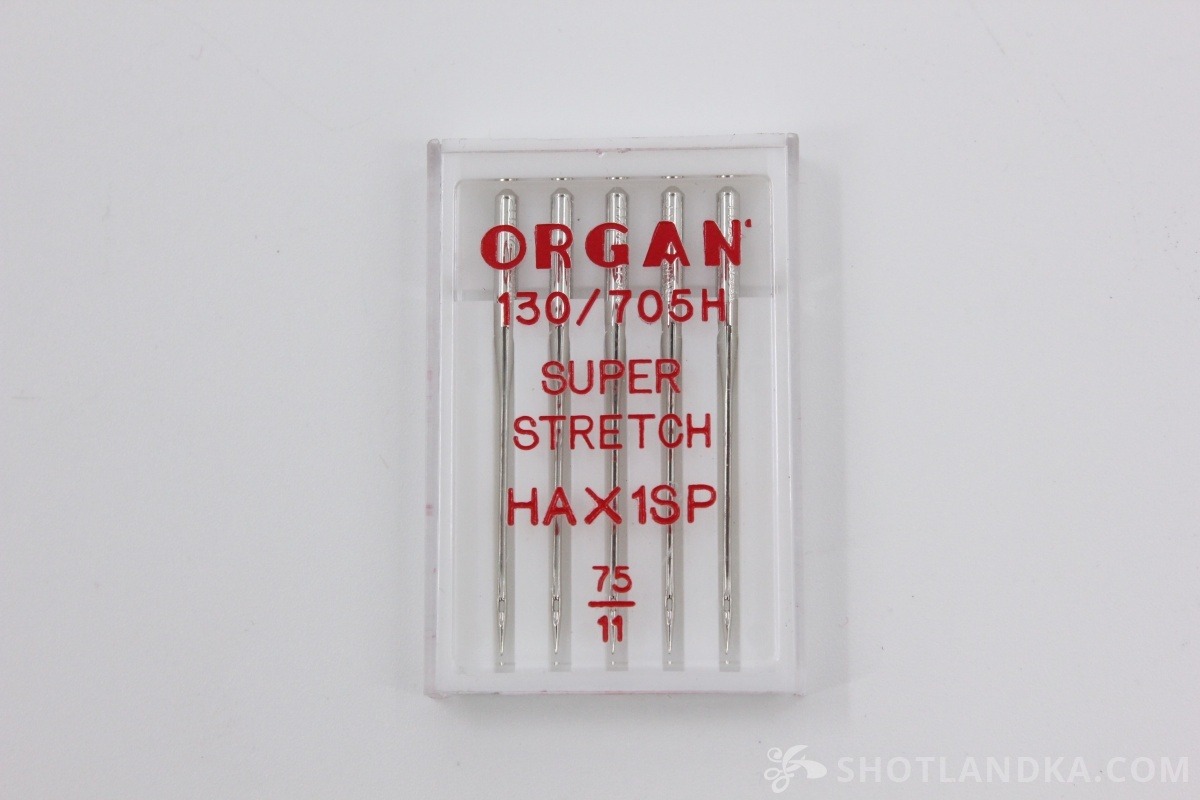 ORGAN
130/705H
SUPER
STRETCH
HAX1SP
75
11
SHOTLANDKA.COM